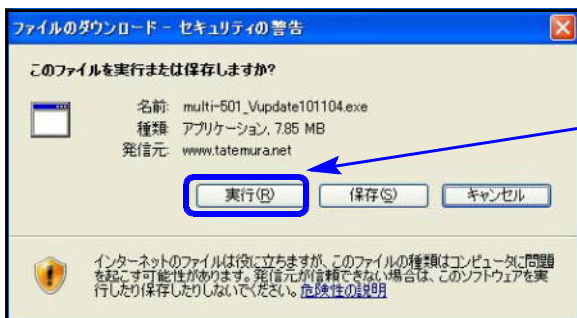 ファイルのダウンロード - セキュリティの警告
このファイルを実行または保存しますか?
名前: multi-501_Vupdate101104.exe
種類: アプリケーション, 7.85 MB
発信元: www.tatemura.net
実行(R) 保存(S) キャンセル
インターネットのファイルは役に立ちますが、このファイルの種類はコンピュータに問題
を起こす可能性があります。発信元が信頼できない場合は、このソフトウェアを実
行したり保存したりしないでください。危険性の説明